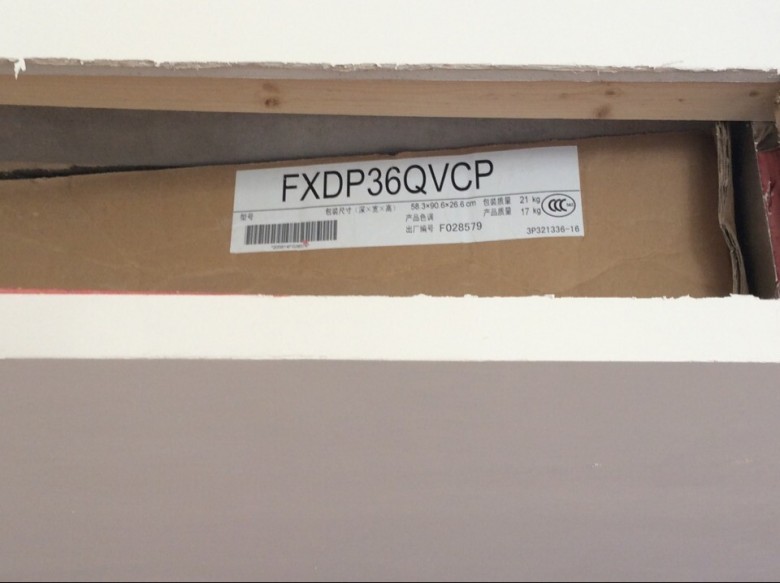 FXDP36QVCP
型号
包装尺寸（深×宽×高） 58.3×90.6×26.6 cm 包装质量 21 kg
产品色调 产品质量 17 kg
出厂编号 F028579
3P321336-16